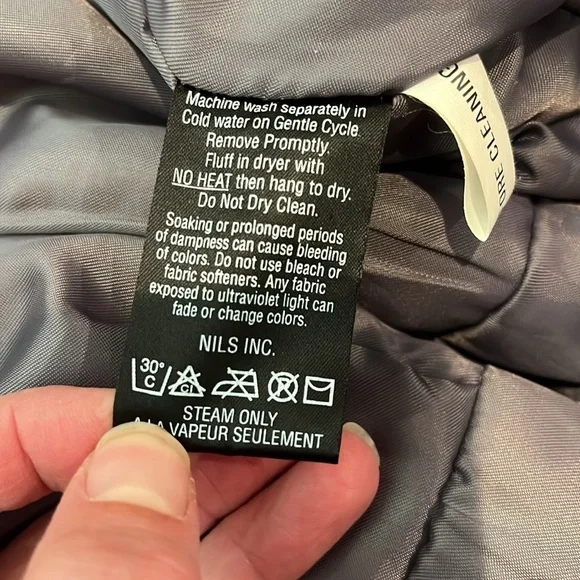 Machine wash separately in
Cold water on Gentle Cycle
Remove Promptly.
Fluff in dryer with
NO HEAT then hang to dry.
Do Not Dry Clean.
Soaking or prolonged periods
of dampness can cause bleeding
of colors. Do not use bleach or
fabric softeners. Any fabric
exposed to ultraviolet light can
fade or change colors.
NILS INC.
30°
C
Cl
STEAM ONLY
A LA VAPEUR SEULEMENT
CLEANING